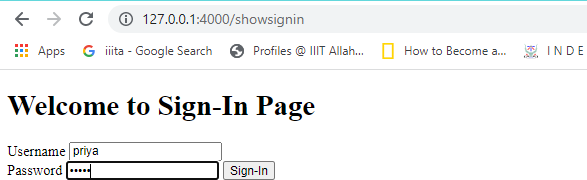 127.0.0.1:4000/showsignin
iiita - Google Search Profiles @ IIIT Allah... How to Become a... I N D E
Welcome to Sign-In Page
Username priya
Password ••••• Sign-In